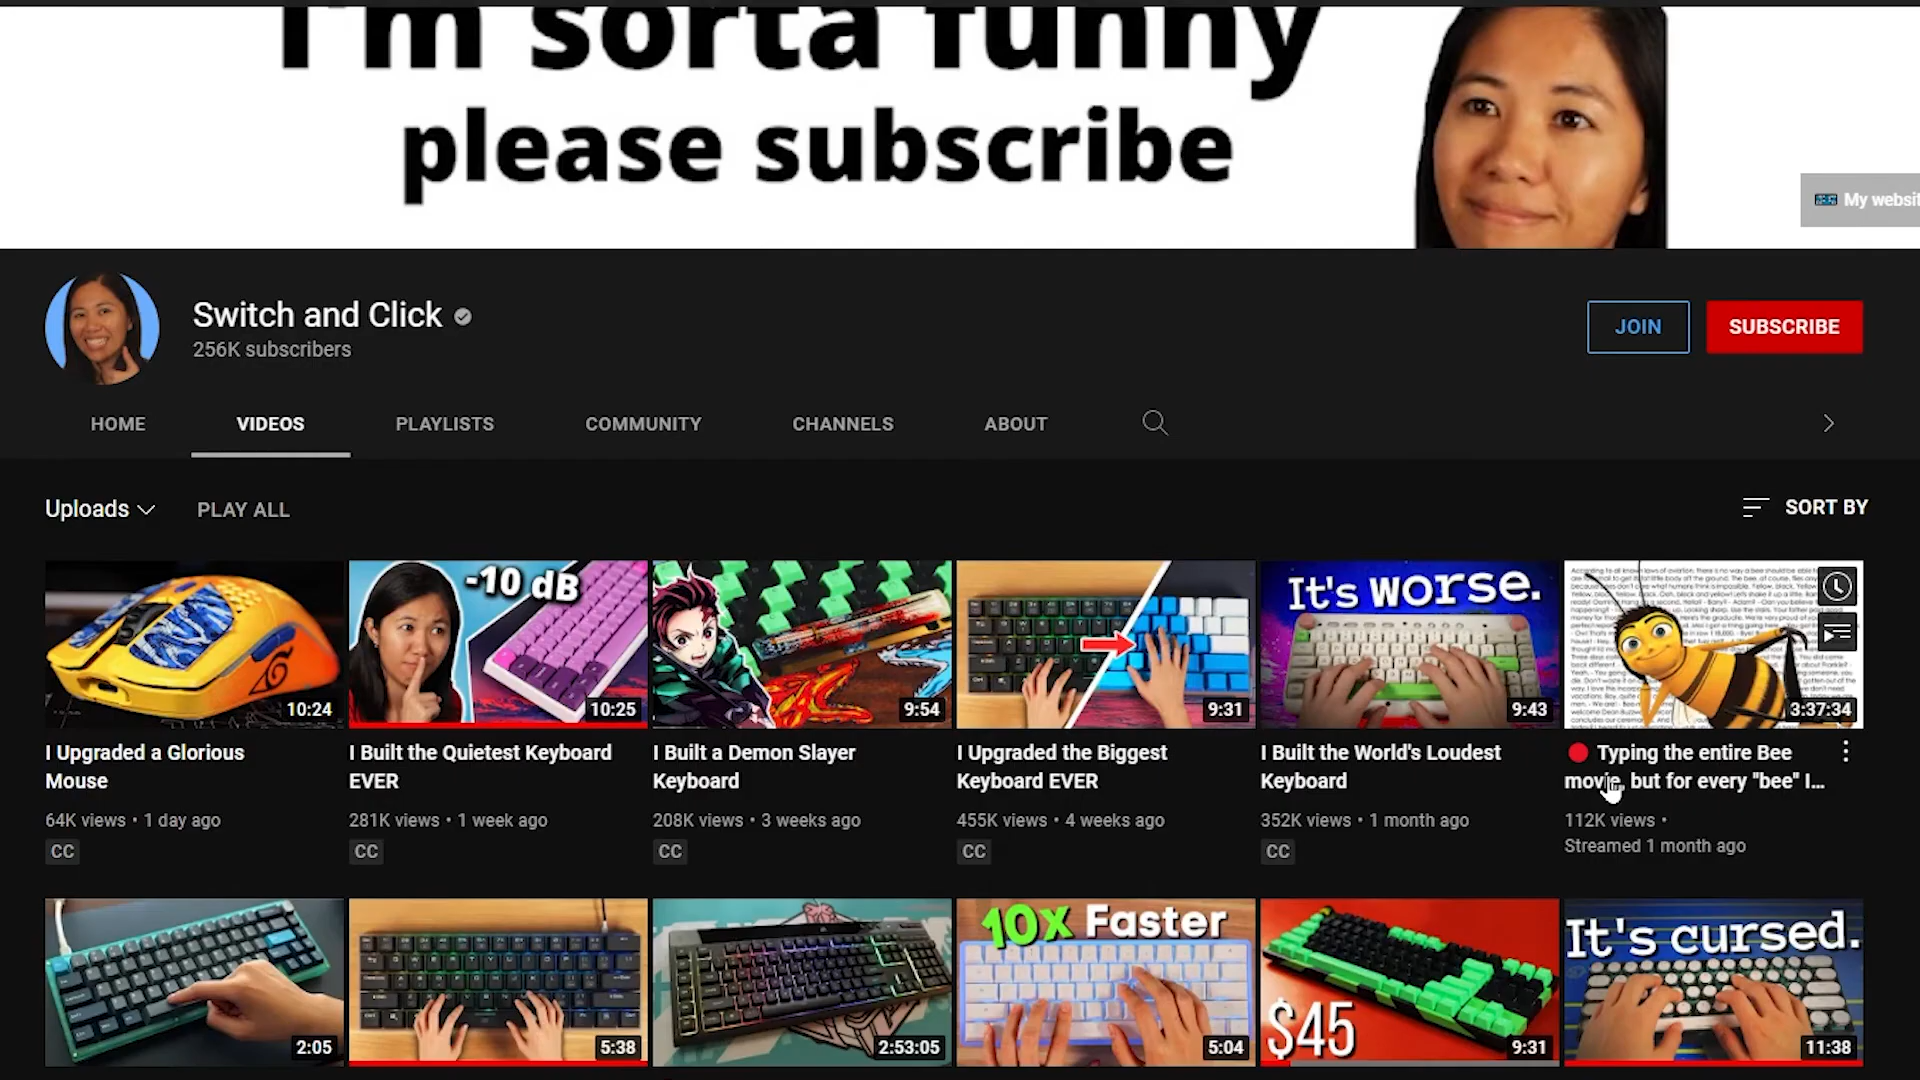 I'm sorta funny
please subscribe
My websit
Switch and Click
256K subscribers
JOIN
SUBSCRIBE
HOME
VIDEOS
PLAYLISTS
COMMUNITY
CHANNELS
ABOUT
Uploads
PLAY ALL
SORT BY
10:24
-10 dB
10:25
9:54
9:31
It's worse.
9:43
3:37:34
I Upgraded a Glorious
Mouse
64K views • 1 day ago
CC
I Built the Quietest Keyboard
EVER
281K views • 1 week ago
CC
I Built a Demon Slayer
Keyboard
208K views • 3 weeks ago
CC
I Upgraded the Biggest
Keyboard EVER
455K views • 4 weeks ago
CC
I Built the World's Loudest
Keyboard
352K views • 1 month ago
CC
Typing the entire Bee
movie, but for every "bee" I...
112K views •
Streamed 1 month ago
2:05
5:38
2:53:05
10X Faster
5:04
$45
9:31
It's cursed.
11:38